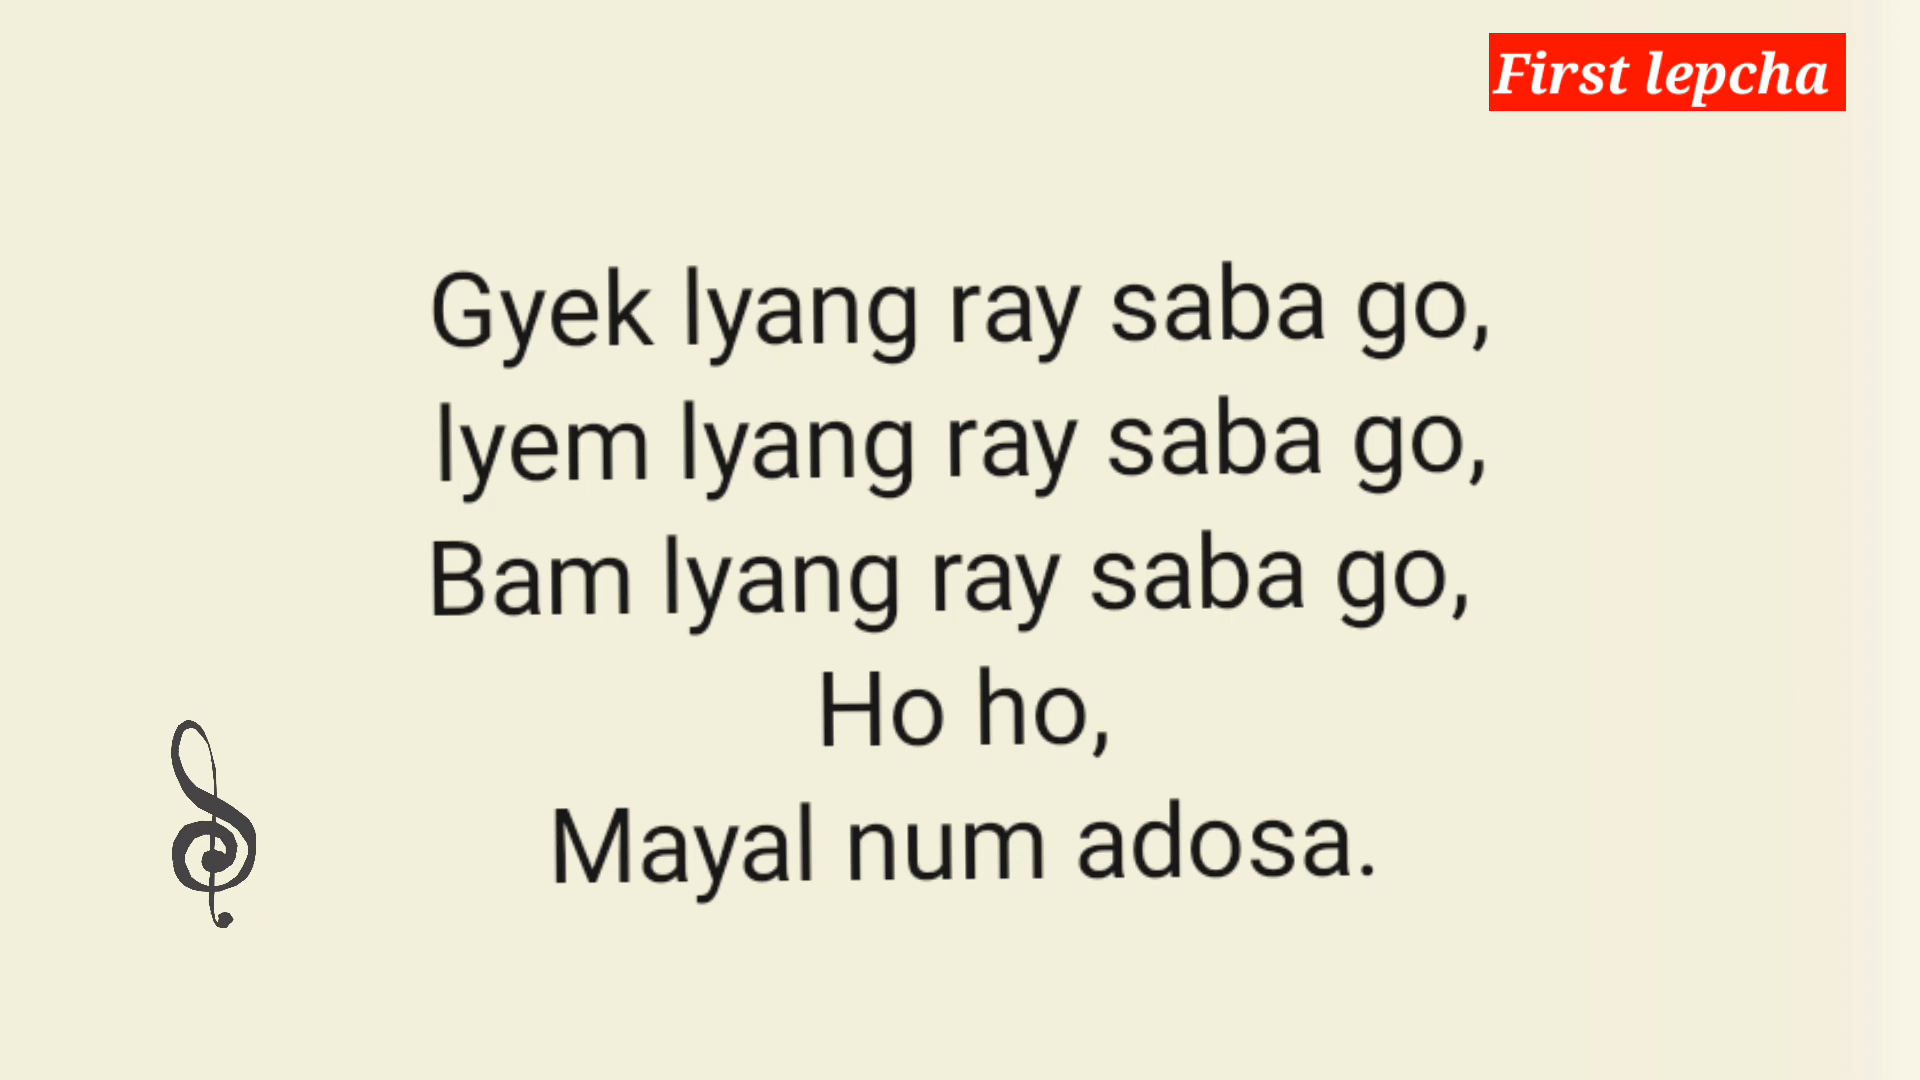 First lepcha
Gyek lyang ray saba go,
lyem lyang ray saba go,
Bam lyang ray saba go,
Ho ho,
Mayal num adosa.